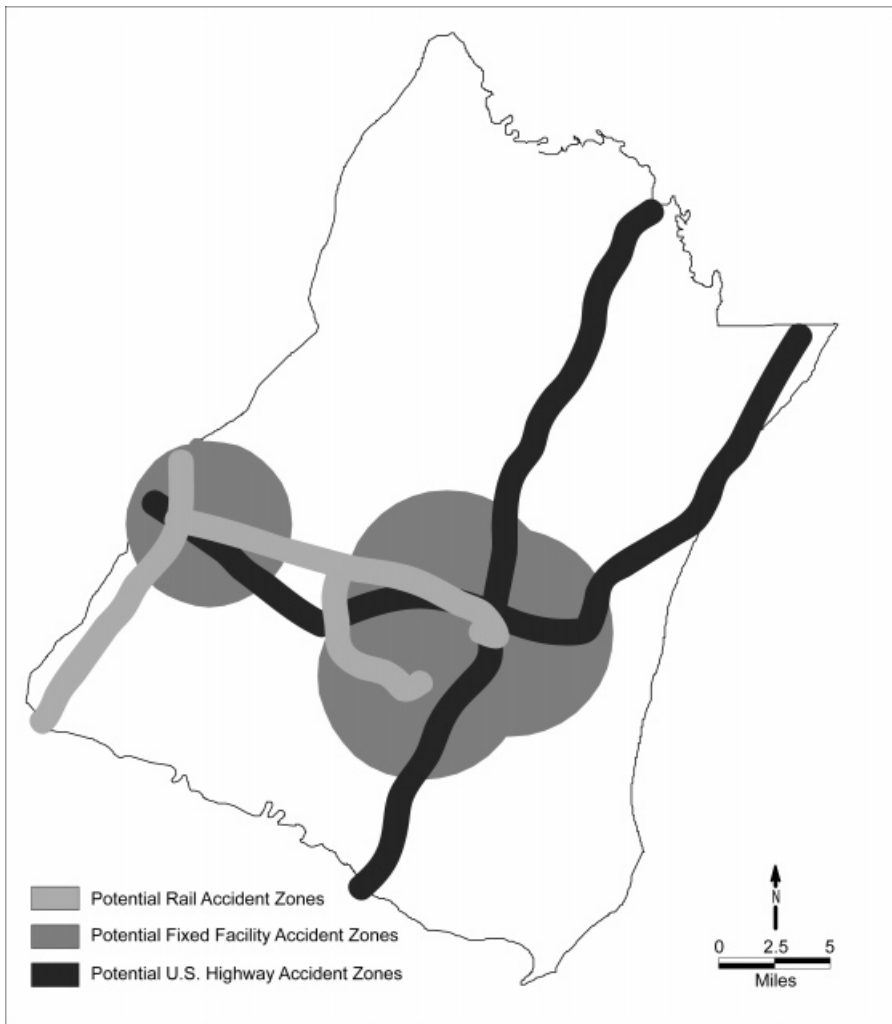 Potential Rail Accident Zones
Potential Fixed Facility Accident Zones
Potential U.S. Highway Accident Zones
N
0 2.5 5
Miles